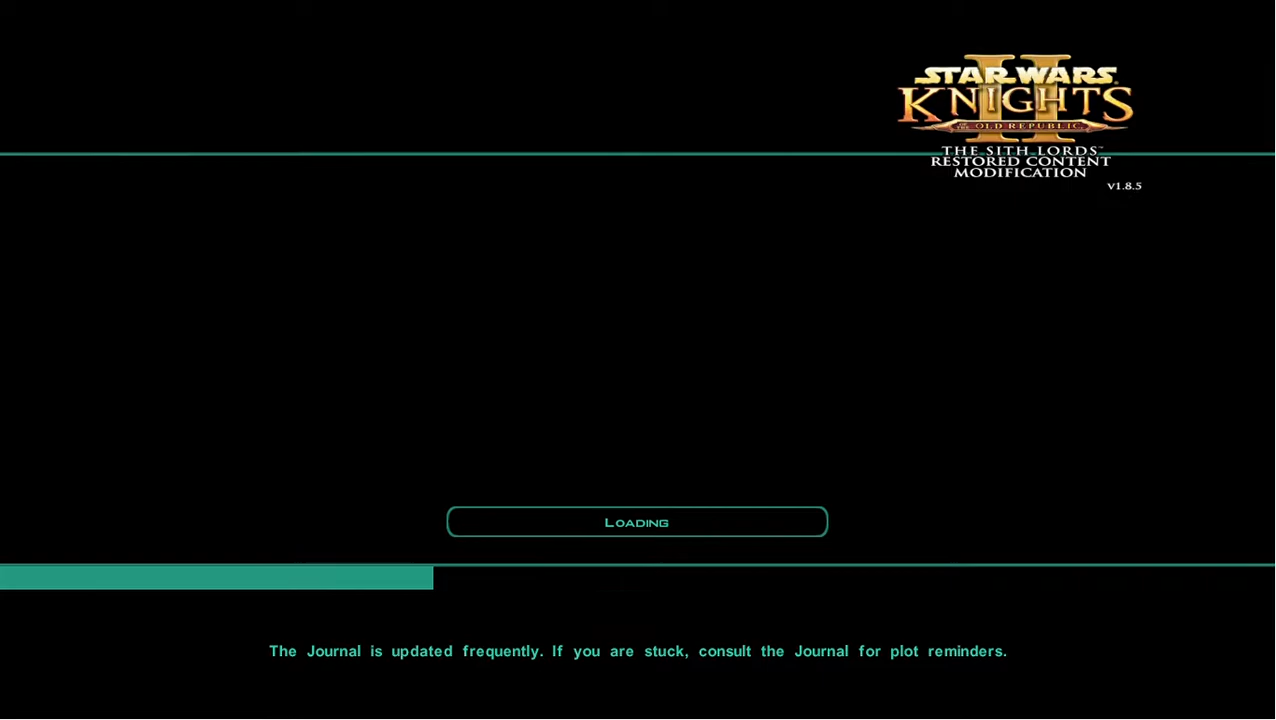 STAR WARS
KNIGHTS
II
OF THE OLD REPUBLIC
THE SITH LORDS™
RESTORED CONTENT
MODIFICATION
v1.8.5
LOADING
The Journal is updated frequently. If you are stuck, consult the Journal for plot reminders.